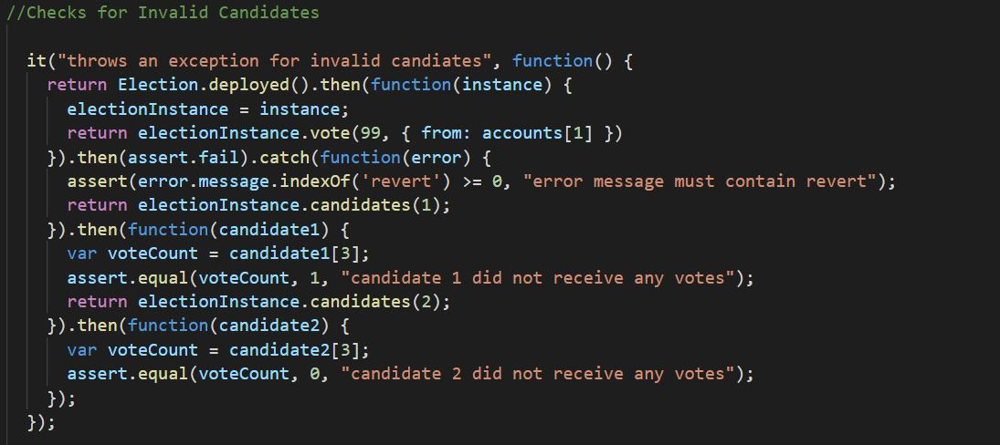 //Checks for Invalid Candidates
it("throws an exception for invalid candiates", function() {
return Election.deployed().then(function(instance) {
electionInstance = instance;
return electionInstance.vote(99, { from: accounts[1] })
}).then(assert.fail).catch(function(error) {
assert(error.message.indexOf('revert') >= 0, "error message must contain revert");
return electionInstance.candidates(1);
}).then(function(candidate1) {
var voteCount = candidate1[3];
assert.equal(voteCount, 1, "candidate 1 did not receive any votes");
return electionInstance.candidates(2);
}).then(function(candidate2) {
var voteCount = candidate2[3];
assert.equal(voteCount, 0, "candidate 2 did not receive any votes");
});
});